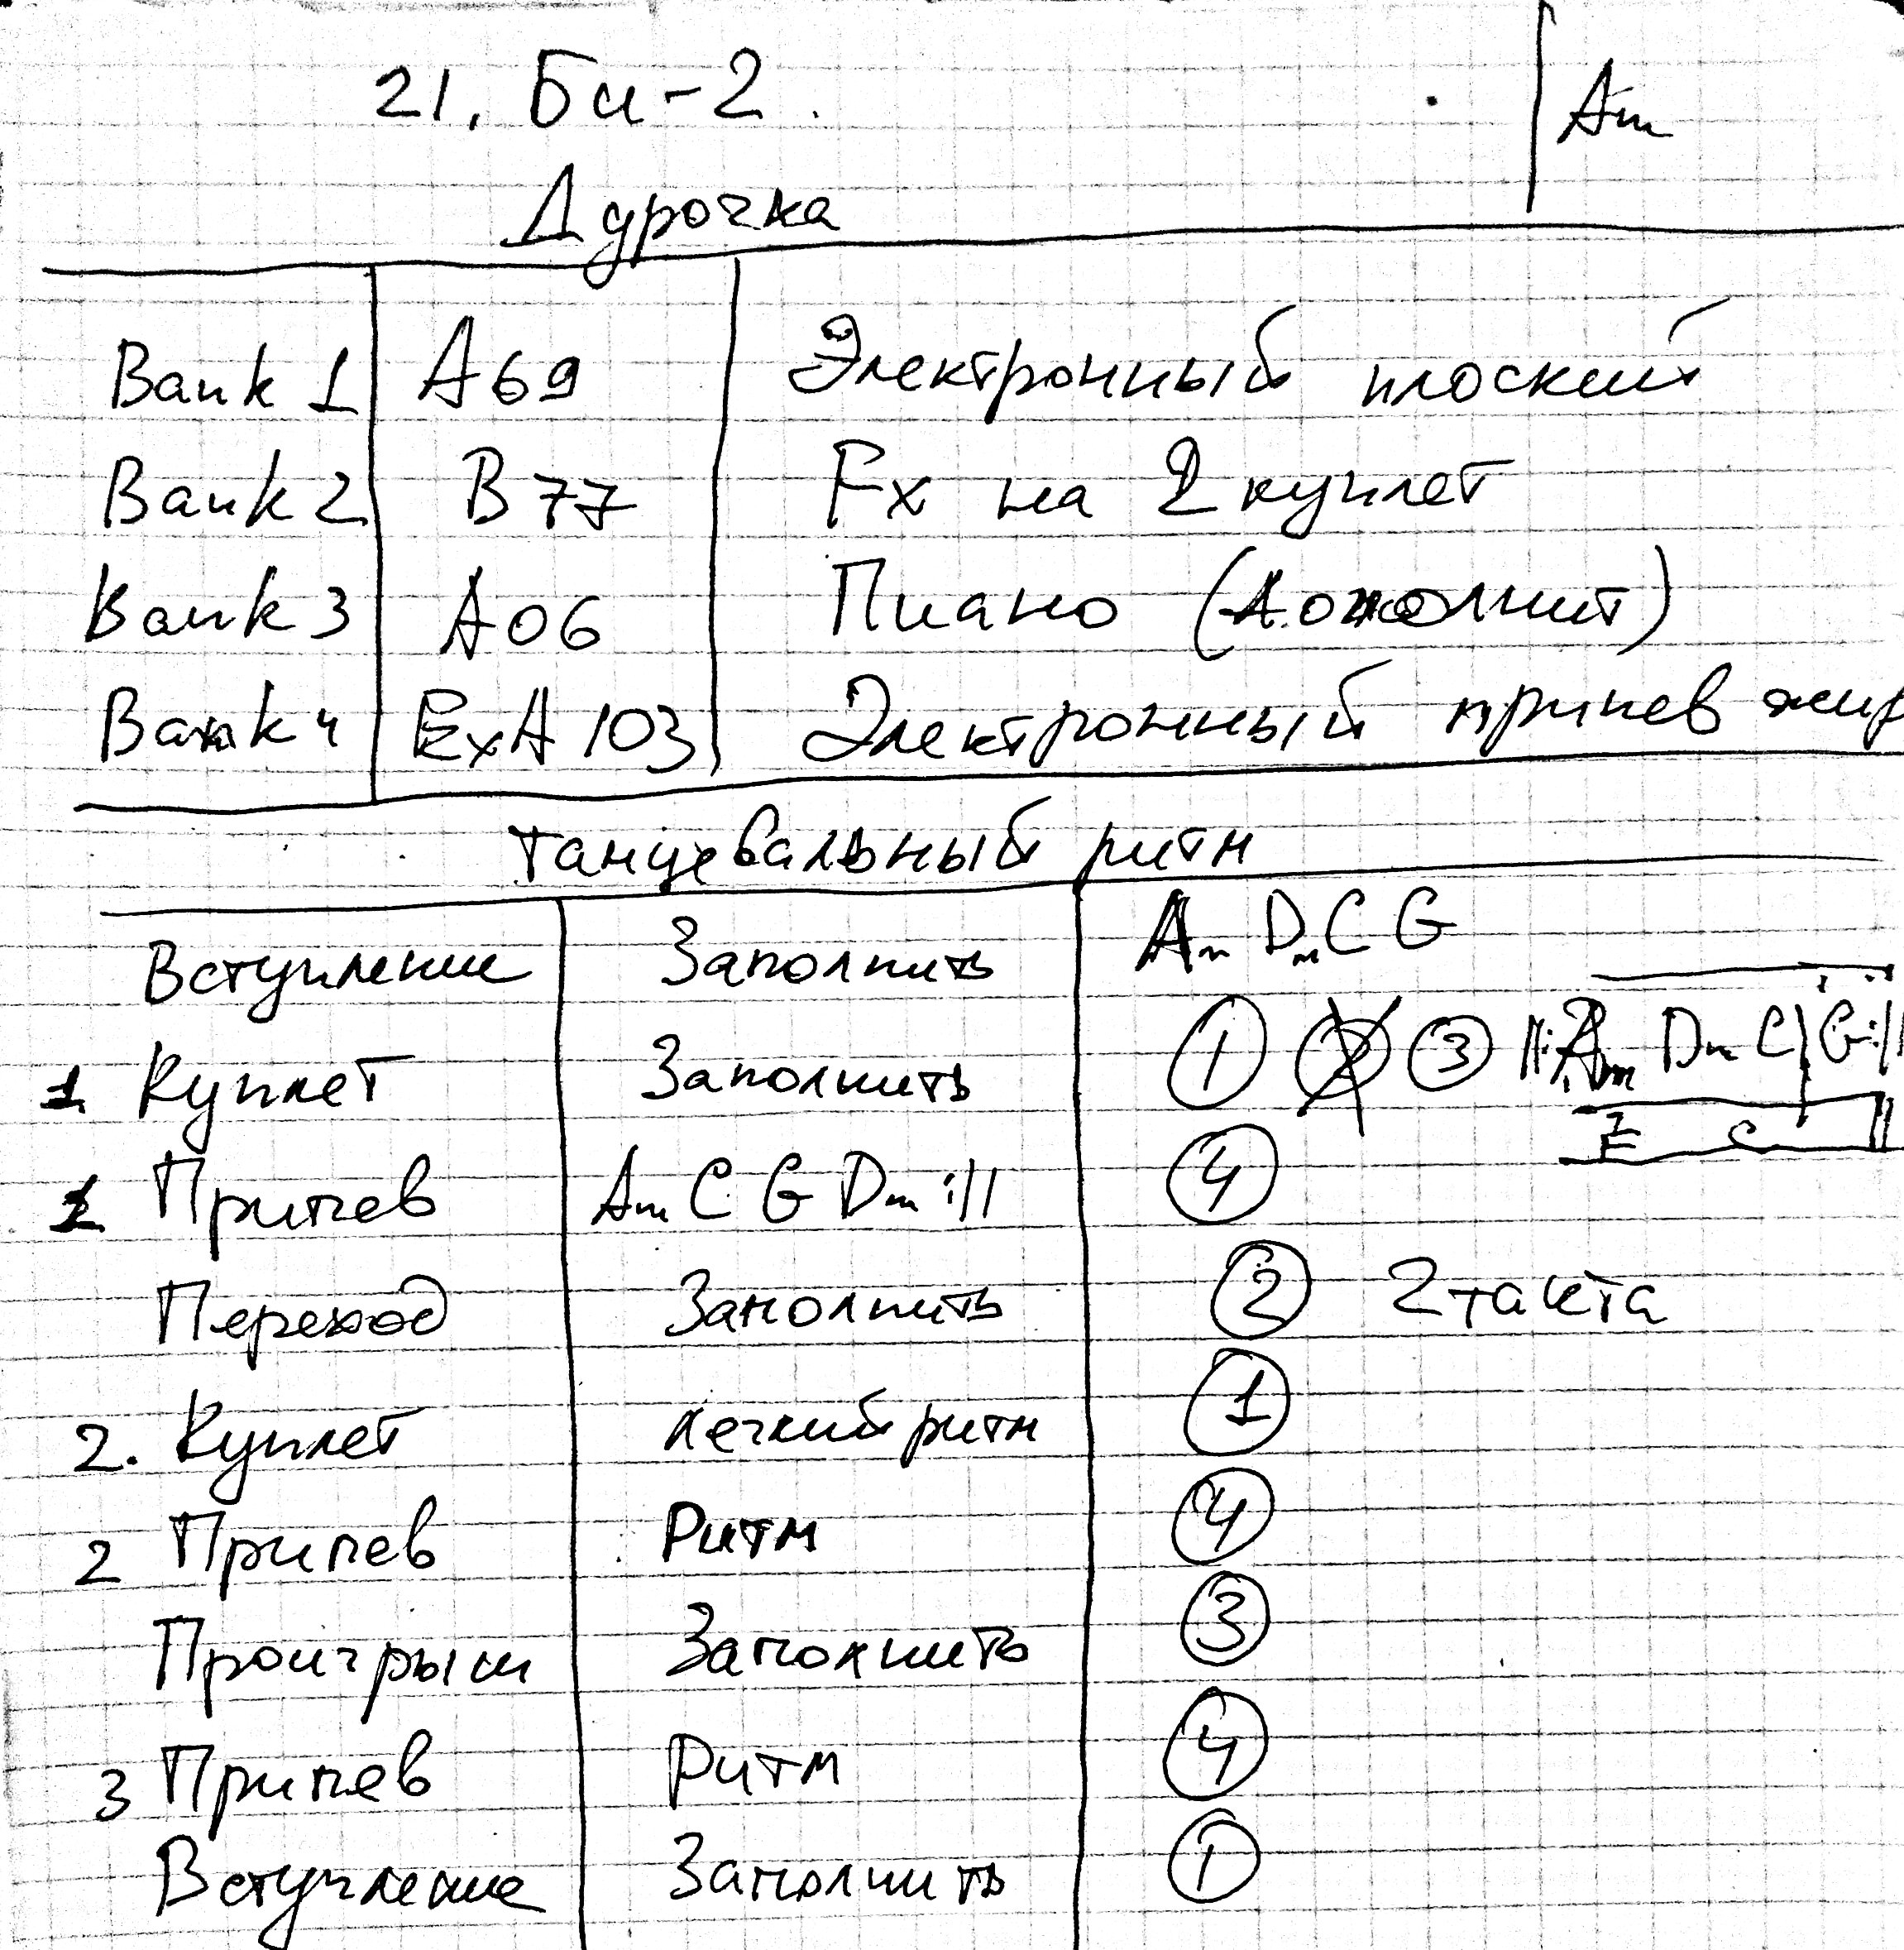 21. Би-2.
Am
Дурочка
Bank 1 A69 Электронный плоский
Bank 2 B77 Fx на 2 куплет
Bank 3 A06 Пиано
Bank 4 ExA 103 Электронный припев жир
Танцевальный ритм
Вступление Заполнить Am Dm C G
1 Куплет Заполнить 1 2 3 ||: Am Dm C | G :||
E C ||
1 Припев Am C G Dm :|| 4
Переход Заполнить 2 2 такта
2. Куплет легкий ритм 1
2 Припев Ритм 4
Проигрыш Заполнить 3
3 Припев Ритм 4
Вступление Заполнить 1